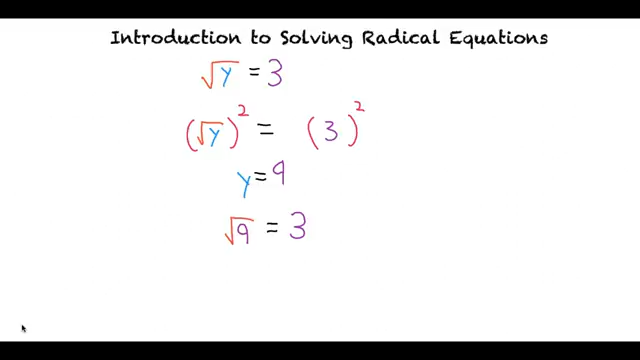 Introduction to Solving Radical Equations
√y = 3
(√y)² = (3)²
y = 9
√9 = 3